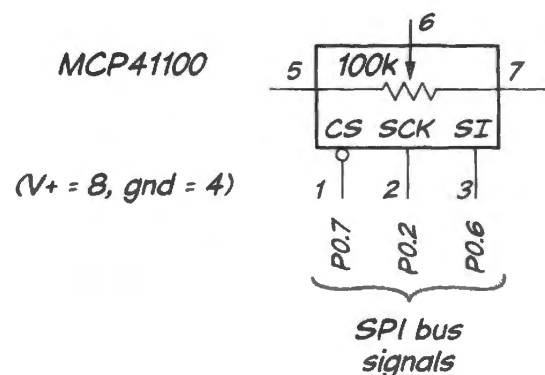 6
MCP41100
5
100k
7
CS SCK SI
(V+ = 8, gnd = 4)
1 2 3
P0.7 P0.2 P0.6
SPI bus
signals